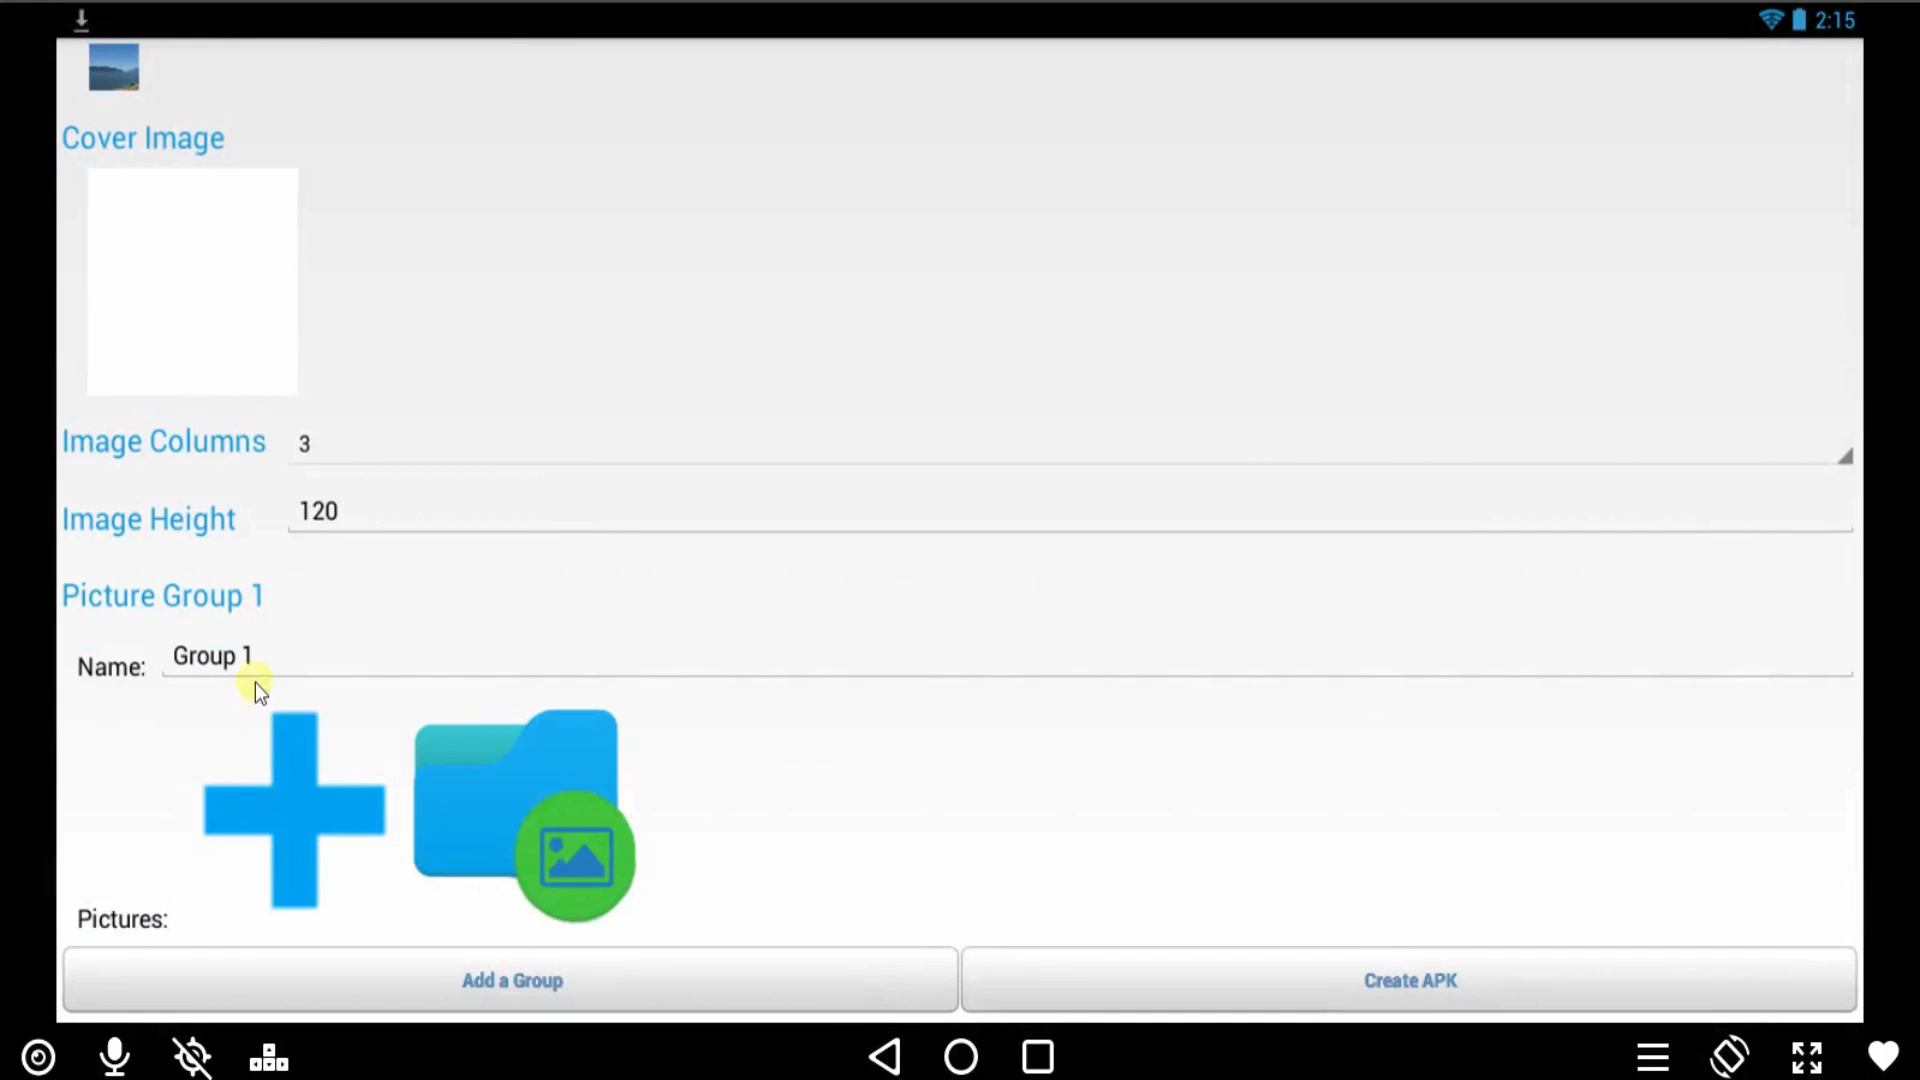 2:15
Cover Image
Image Columns 3
Image Height 120
Picture Group 1
Name: Group 1
Pictures:
Add a Group Create APK